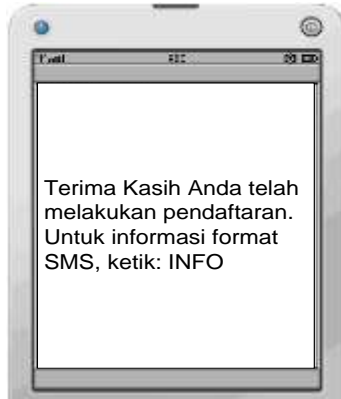 Terima Kasih Anda telah
melakukan pendaftaran.
Untuk informasi format
SMS, ketik: INFO